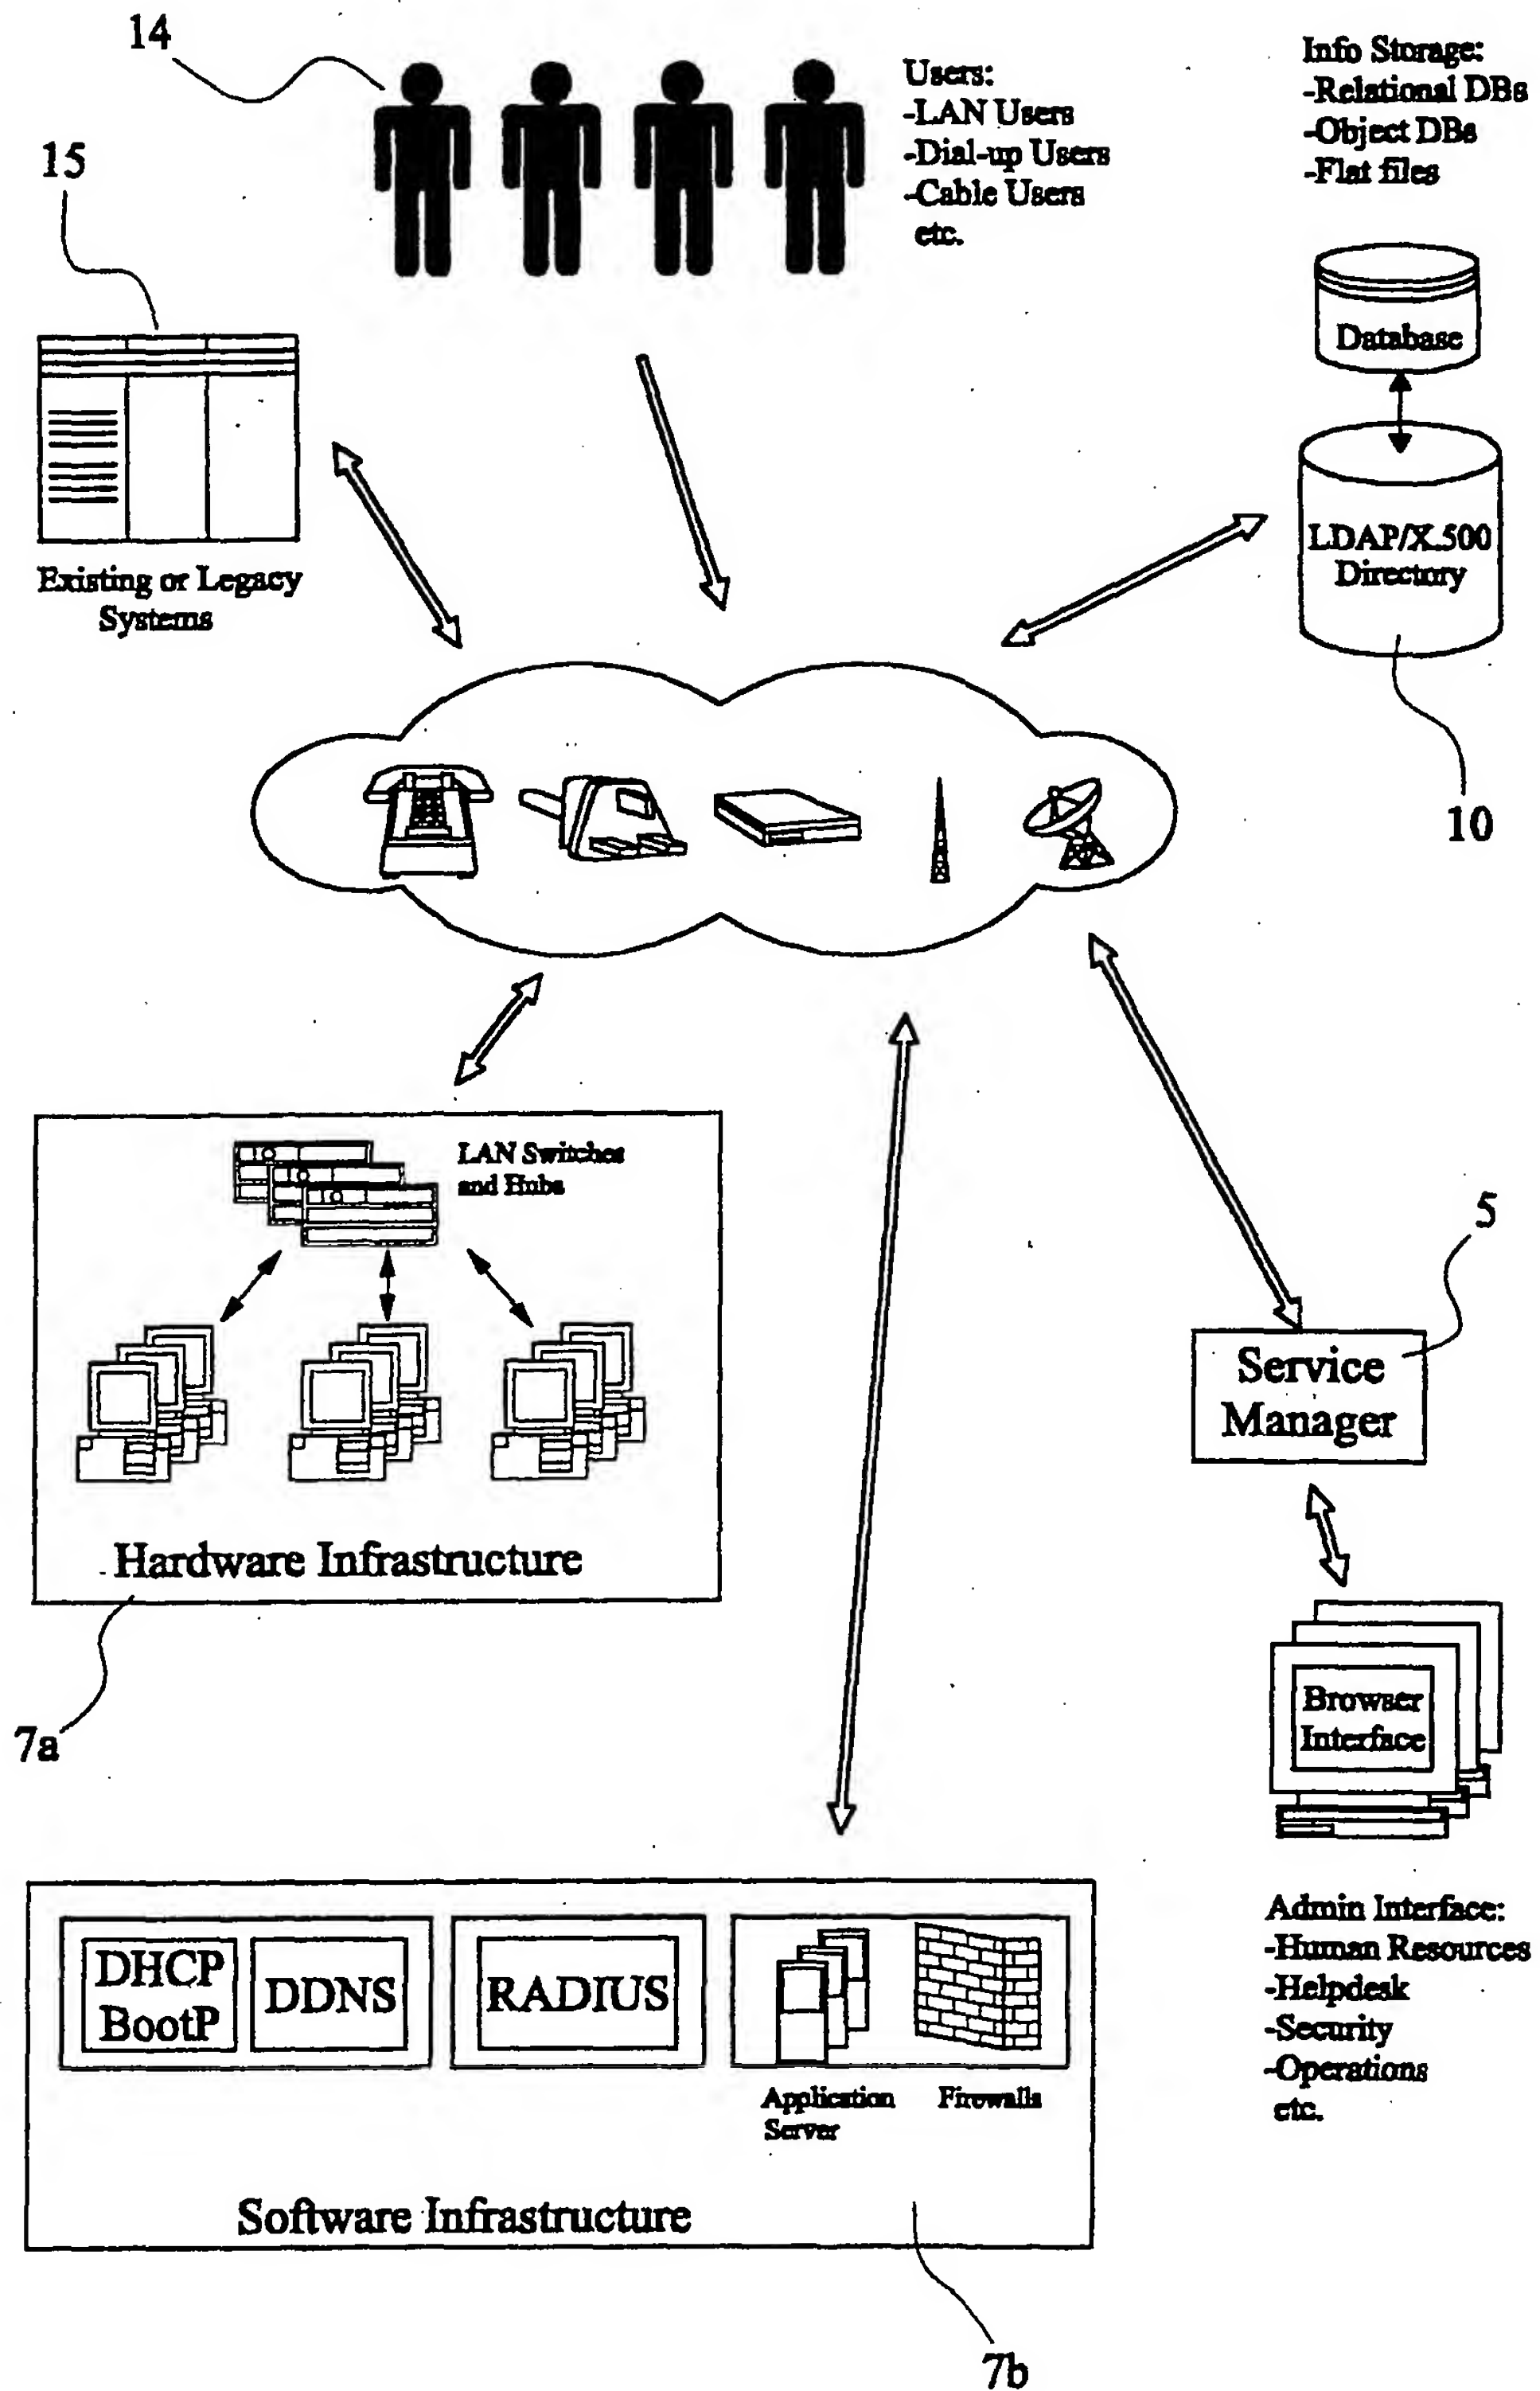 14
Users:
-LAN Users
-Dial-up Users
-Cable Users
etc.
Info Storage:
-Relational DBs
-Object DBs
-Flat files
15
Existing or Legacy
Systems
Database
LDAP/X.500
Directory
10
LAN Switches
and Hubs
Hardware Infrastructure
7a
5
Service
Manager
Browser
Interface
Admin Interface:
-Human Resources
-Helpdesk
-Security
-Operations
etc.
DHCP
BootP
DDNS
RADIUS
Application
Server
Firewalls
Software Infrastructure
7b